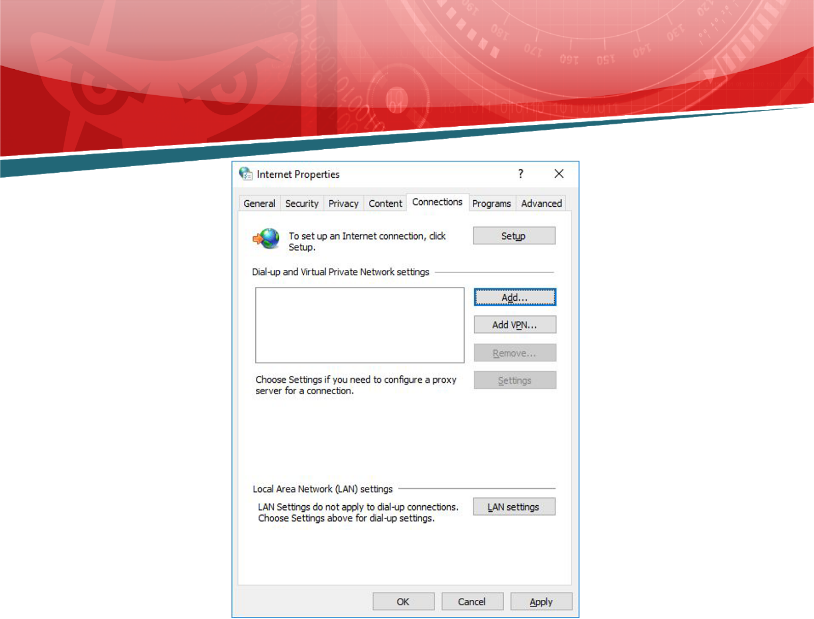 Internet Properties
?
General Security Privacy Content Connections Programs Advanced
To set up an Internet connection, click
Setup.
Setup
Dial-up and Virtual Private Network settings
Add...
Add VPN...
Remove...
Choose Settings if you need to configure a proxy
server for a connection.
Settings
Local Area Network (LAN) settings
LAN Settings do not apply to dial-up connections.
Choose Settings above for dial-up settings.
LAN settings
OK
Cancel
Apply